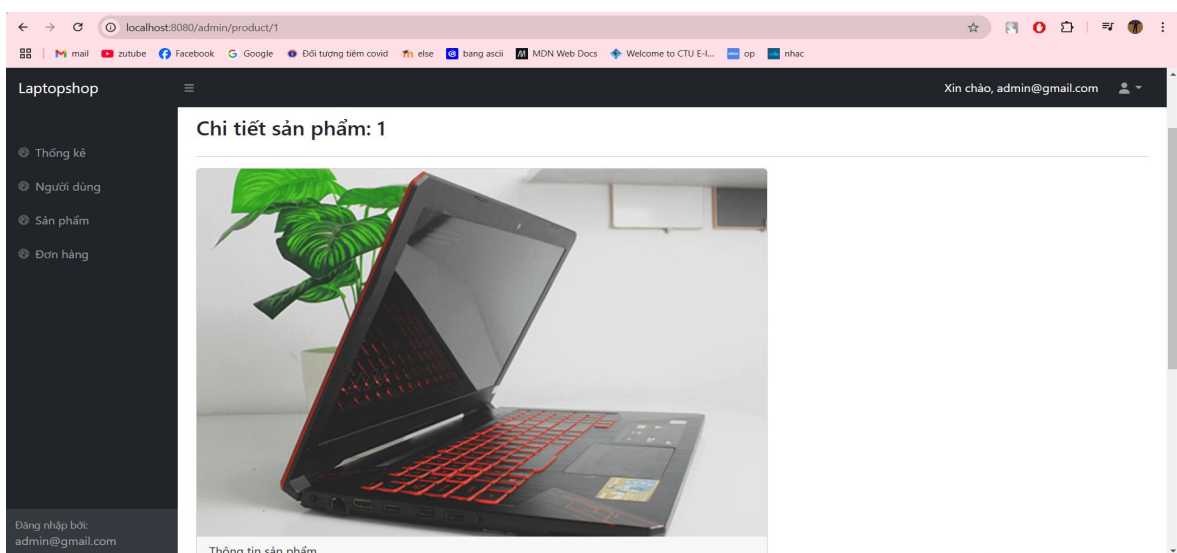 localhost:8080/admin/product/1
mail zutube Facebook Google Đối tượng tiêm covid else bang ascii MDN Web Docs Welcome to CTU E-l... op nhac
Laptopshop Xin chào, admin@gmail.com
Chi tiết sản phẩm: 1
Thống kê
Người dùng
Sản phẩm
Đơn hàng
Đăng nhập bởi:
admin@gmail.com
Thông tin sản phẩm